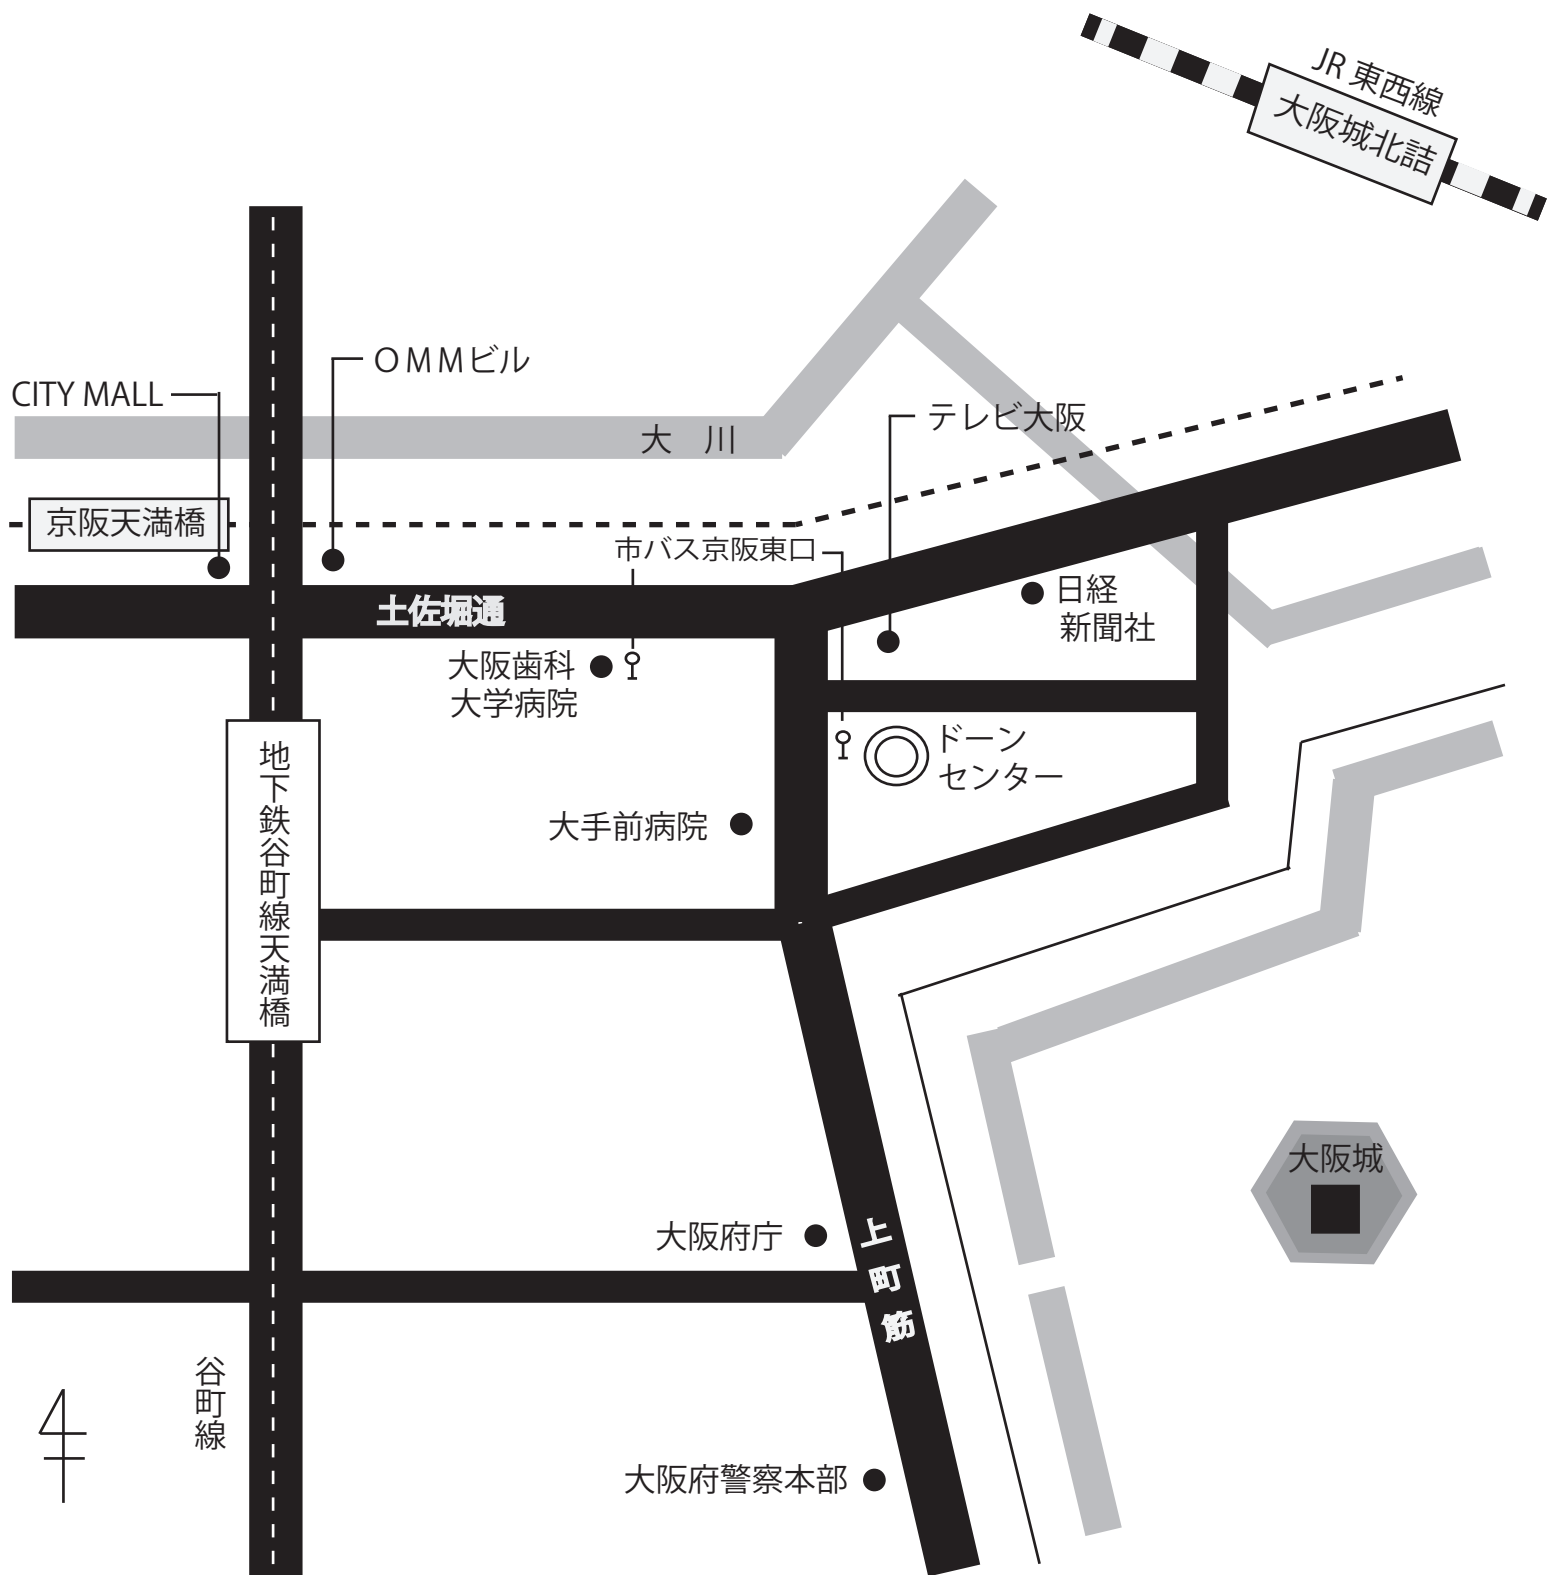 JR 東西線
大阪城北詰
OMMビル
CITY MALL
テレビ大阪
大 川
京阪天満橋
市バス京阪東口
日経
新聞社
土佐堀通
大阪歯科
大学病院
ドーン
センター
地下鉄谷町線天満橋
大手前病院
大阪城
大阪府庁
上町筋
谷町線
大阪府警察本部